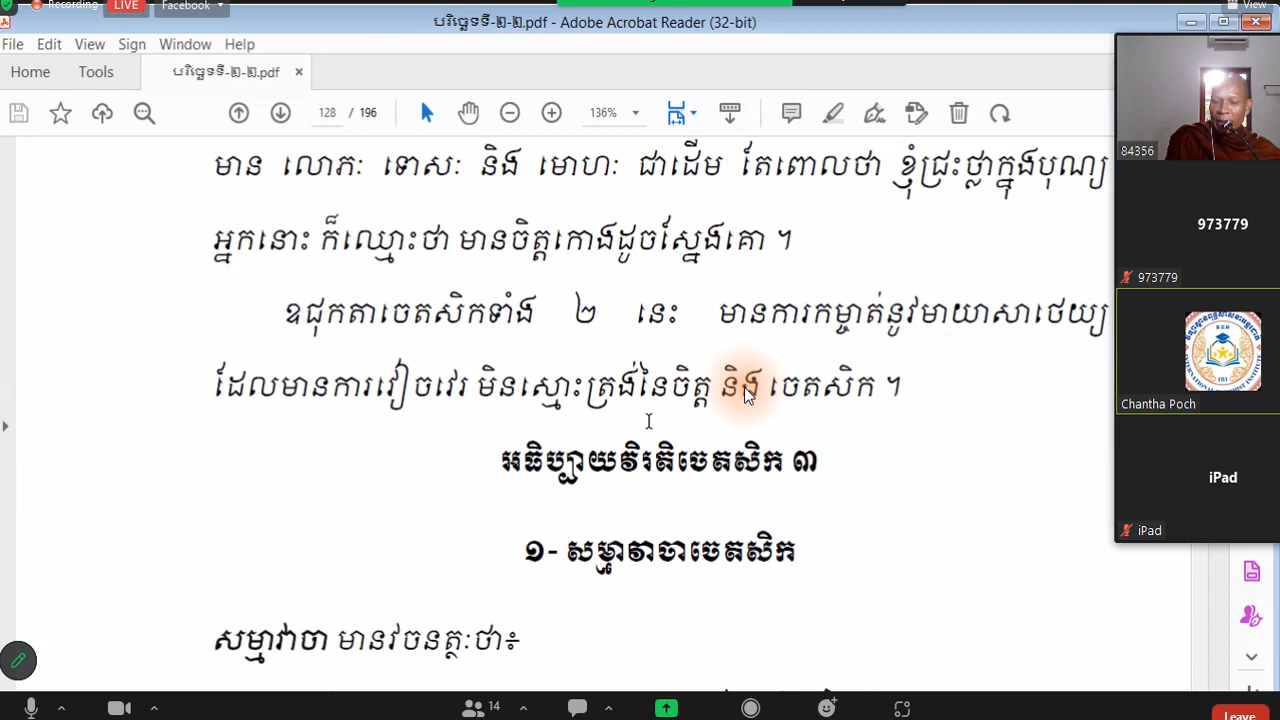 Recording
LIVE
Facebook
View
បរិច្ឆេទទី-២-២.pdf - Adobe Acrobat Reader (32-bit)
File Edit View Sign Window Help
Home Tools បរិច្ឆេទទី-២-២.pdf ×
128 / 196 136%
មាន លោភៈ ទោសៈ និង មោហៈ ជាដើម តែពោលថា ខ្ញុំជ្រះថ្លាក្នុងបុណ្យ
អ្នកនោះ ក៏ឈ្មោះថា មានចិត្តកោងដូចស្នែងគោ ។
ឧជុកតាចេតសិកទាំង ២ នេះ មានការកម្ចាត់នូវមាយាសាថេយ្យ
ដែលមានការវៀចវេរ មិនស្មោះត្រង់នៃចិត្ត និង ចេតសិក ។
អធិប្បាយវិរតិចេតសិក ៣
១- សម្មាវាចាចេតសិក
សម្មាវាចា មានវចនត្ថៈថា៖
84356
973779
973779
Chantha Poch
iPad
iPad
14
Leave